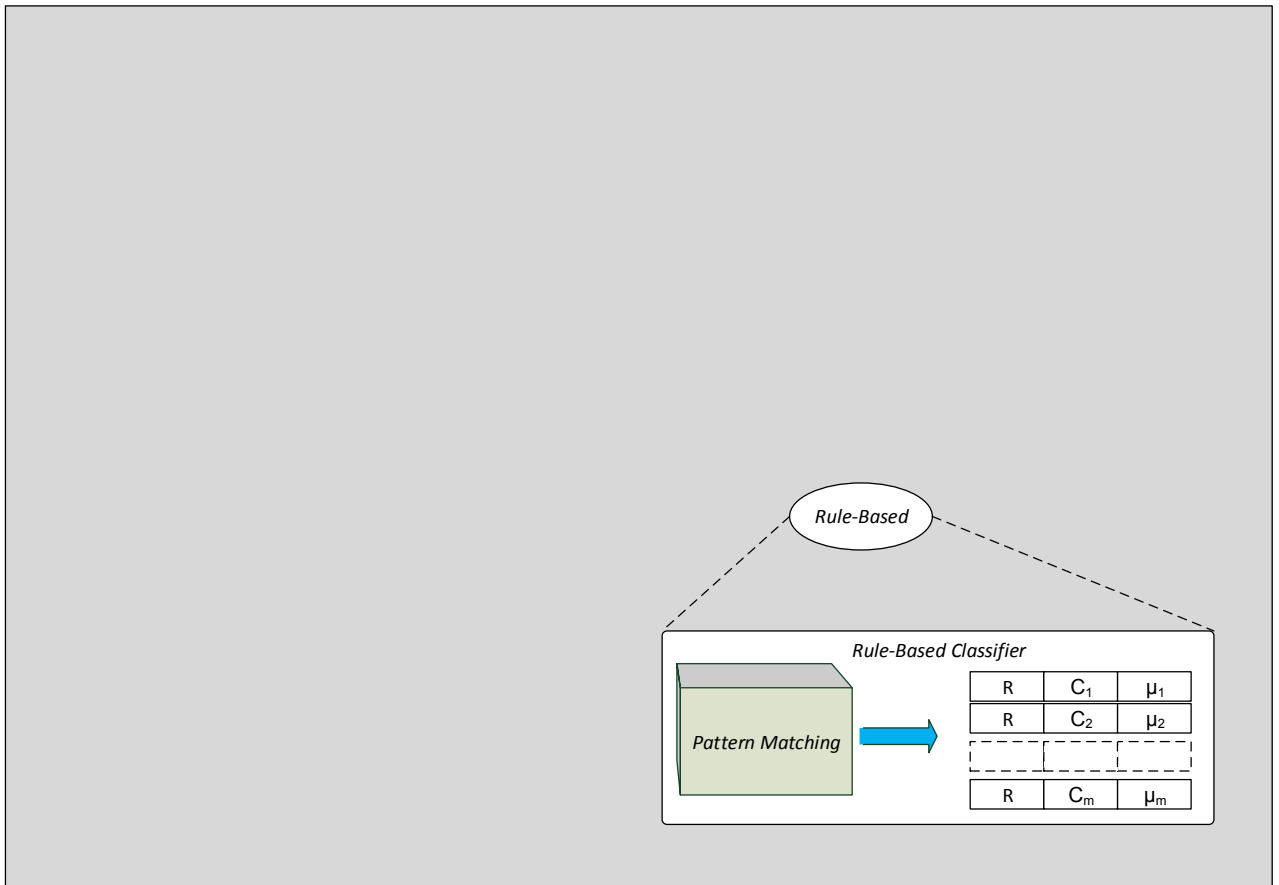 Rule-Based
Rule-Based Classifier
Pattern Matching
R C₁ µ₁
R C₂ µ₂
R Cₘ µₘ